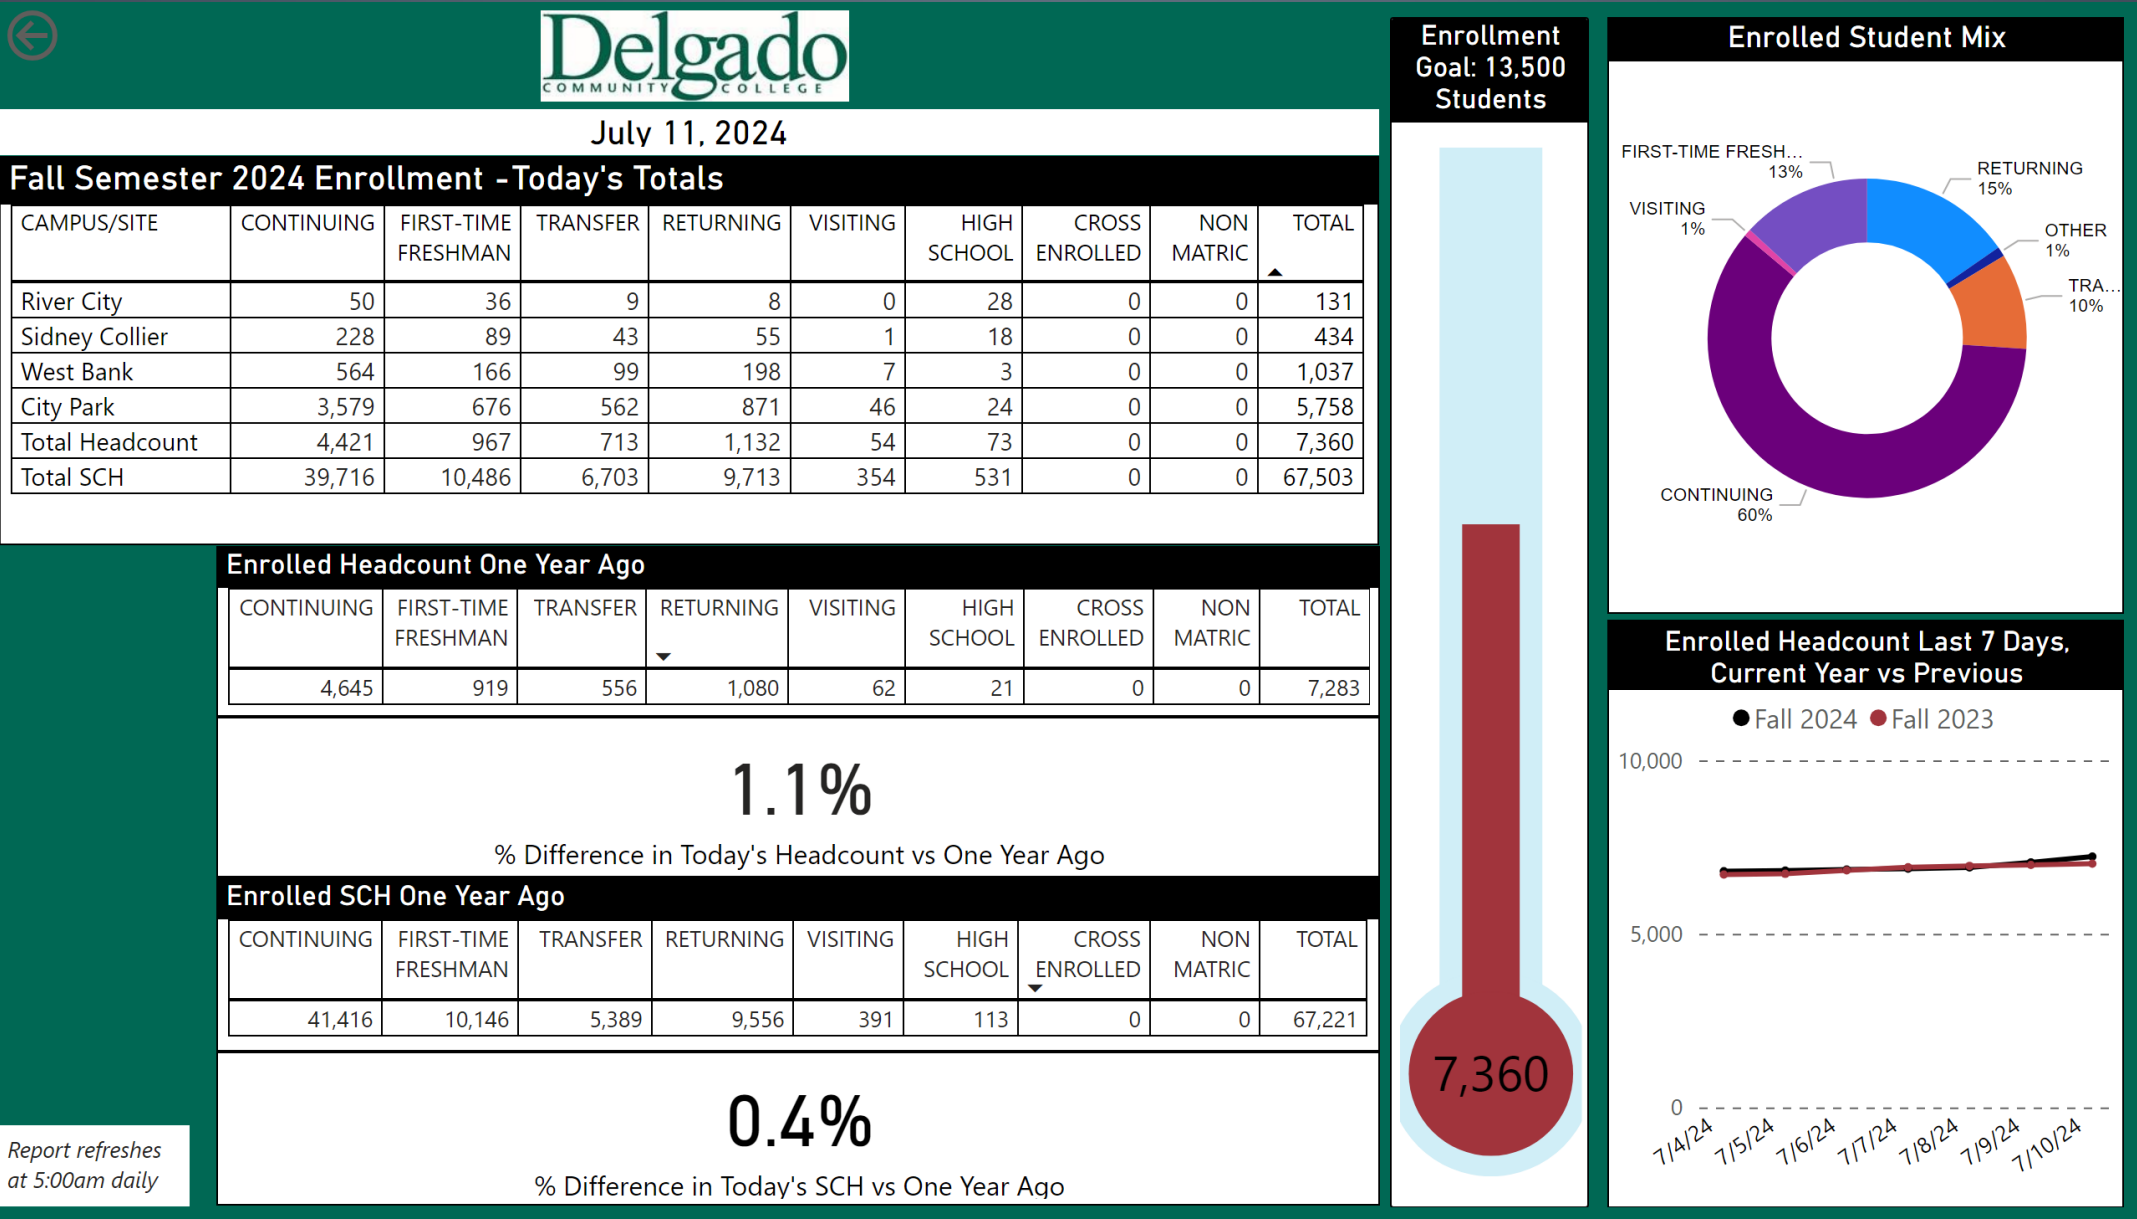 Delgado
COMMUNITY COLLEGE
July 11, 2024
Fall Semester 2024 Enrollment -Today's Totals
CAMPUS/SITE CONTINUING FIRST-TIME FRESHMAN TRANSFER RETURNING VISITING HIGH SCHOOL CROSS ENROLLED NON MATRIC TOTAL
River City 50 36 9 8 0 28 0 0 131
Sidney Collier 228 89 43 55 1 18 0 0 434
West Bank 564 166 99 198 7 3 0 0 1,037
City Park 3,579 676 562 871 46 24 0 0 5,758
Total Headcount 4,421 967 713 1,132 54 73 0 0 7,360
Total SCH 39,716 10,486 6,703 9,713 354 531 0 0 67,503
Enrolled Headcount One Year Ago
CONTINUING FIRST-TIME FRESHMAN TRANSFER RETURNING VISITING HIGH SCHOOL CROSS ENROLLED NON MATRIC TOTAL
4,645 919 556 1,080 62 21 0 0 7,283
1.1%
% Difference in Today's Headcount vs One Year Ago
Enrolled SCH One Year Ago
CONTINUING FIRST-TIME FRESHMAN TRANSFER RETURNING VISITING HIGH SCHOOL CROSS ENROLLED NON MATRIC TOTAL
41,416 10,146 5,389 9,556 391 113 0 0 67,221
0.4%
% Difference in Today's SCH vs One Year Ago
Report refreshes
at 5:00am daily
Enrollment
Goal: 13,500
Students
7,360
Enrolled Student Mix
FIRST-TIME FRESH...
13%
RETURNING
15%
VISITING
1%
OTHER
1%
TRA...
10%
CONTINUING
60%
Enrolled Headcount Last 7 Days,
Current Year vs Previous
Fall 2024 Fall 2023
10,000
5,000
0
7/4/24 7/5/24 7/6/24 7/7/24 7/8/24 7/9/24 7/10/24